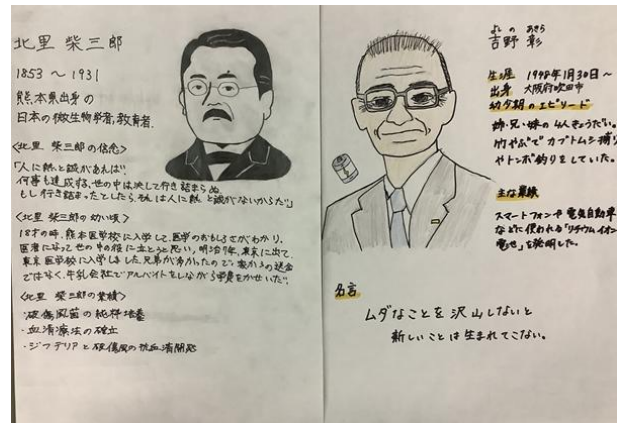 北里 柴三郎
1853 ~ 1931
熊本県出身の
日本の微生物学者,教育者.
<北里 柴三郎の信念>
「人に熱と誠があれば
何事も達成する,世の中は決して行き詰まらぬ
もし行き詰まったとしたら,それは人に熱と誠がないからだ」
<北里 柴三郎の幼い頃>
18才の時,熊本医学校に入学して,医学のおもしろさがわかり,
医者になって世の中の役に立とうと思い,明治7年,東京に出て,
東京医学校に入学しました.兄弟が多かったので,家からの送金
ではなく,牛乳会社でアルバイトをしながら学費をかせいだ.
<北里 柴三郎の業績>
・破傷風菌の純粋培養
・血清療法の確立
・ジフテリアと破傷風の抗血清開発
よし の あきら
吉野 彰
生涯 1948年1月30日~
出身 大阪府吹田市
幼少期のエピソード
姉・兄・妹の4人きょうだい。
竹やぶでカブトムシ捕り
やトンボ釣りをしていた。
主な業績
スマートフォンや電気自動車
などに使われる「リチウムイオン
電池」を発明した。
名言
ムダなことを沢山しないと
新しいことは生まれてこない。